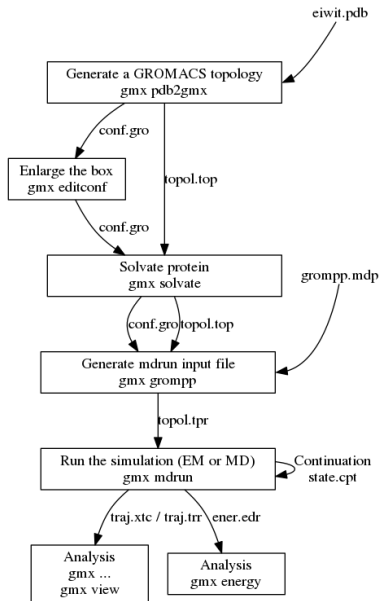 eiwit.pdb
Generate a GROMACS topology
gmx pdb2gmx
conf.gro
Enlarge the box
gmx editconf
topol.top
conf.gro
Solvate protein
gmx solvate
grompp.mdp
conf.gro
topol.top
Generate mdrun input file
gmx grompp
topol.tpr
Run the simulation (EM or MD)
gmx mdrun
Continuation
state.cpt
traj.xtc / traj.trr
ener.edr
Analysis
gmx ...
gmx view
Analysis
gmx energy